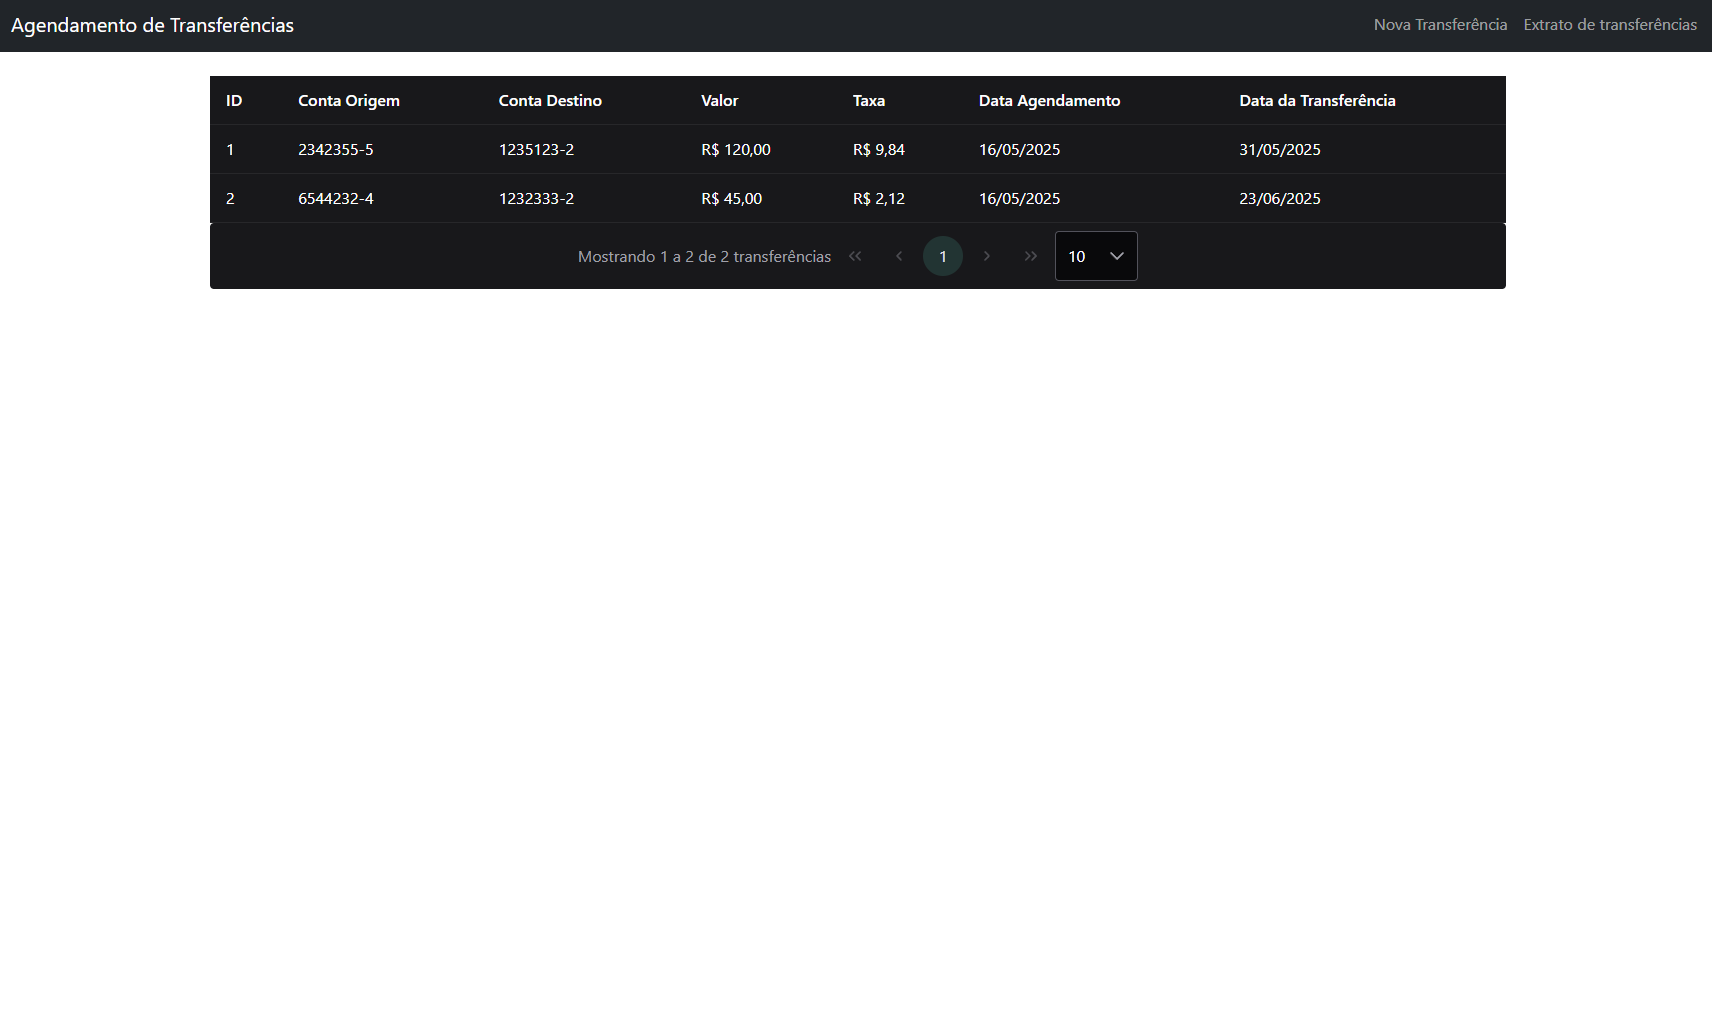 Agendamento de Transferências Nova Transferência Extrato de transferências
ID Conta Origem Conta Destino Valor Taxa Data Agendamento Data da Transferência
1 2342355-5 1235123-2 R$ 120,00 R$ 9,84 16/05/2025 31/05/2025
2 6544232-4 1232333-2 R$ 45,00 R$ 2,12 16/05/2025 23/06/2025
Mostrando 1 a 2 de 2 transferências « ‹ 1 › » 10